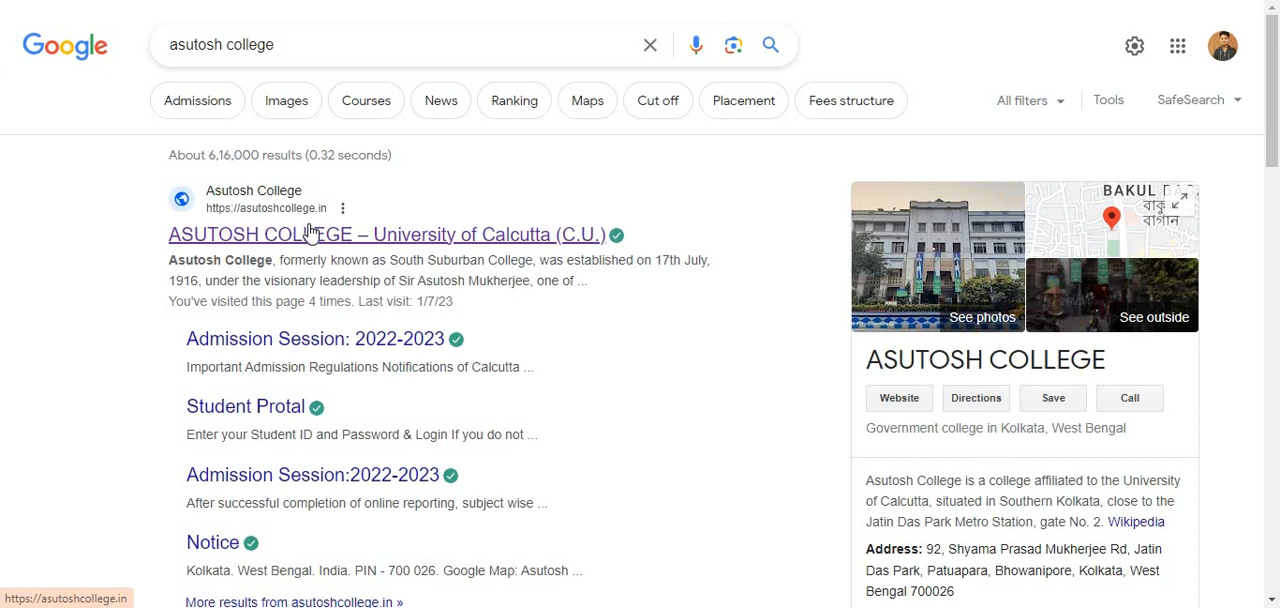 Google
asutosh college
Admissions
Images
Courses
News
Ranking
Maps
Cut off
Placement
Fees structure
All filters
Tools
SafeSearch
About 6,16,000 results (0.32 seconds)
Asutosh College
https://asutoshcollege.in
ASUTOSH COLLEGE – University of Calcutta (C.U.)
Asutosh College, formerly known as South Suburban College, was established on 17th July,
1916, under the visionary leadership of Sir Asutosh Mukherjee, one of ...
You've visited this page 4 times. Last visit: 1/7/23
Admission Session: 2022-2023
Important Admission Regulations Notifications of Calcutta ...
Student Protal
Enter your Student ID and Password & Login If you do not ...
Admission Session:2022-2023
After successful completion of online reporting, subject wise ...
Notice
Kolkata. West Bengal. India. PIN - 700 026. Google Map: Asutosh ...
More results from asutoshcollege.in »
https://asutoshcollege.in
See photos
BAKUL
বাকু
বাগান
See outside
ASUTOSH COLLEGE
Website
Directions
Save
Call
Government college in Kolkata, West Bengal
Asutosh College is a college affiliated to the University
of Calcutta, situated in Southern Kolkata, close to the
Jatin Das Park Metro Station, gate No. 2. Wikipedia
Address: 92, Shyama Prasad Mukherjee Rd, Jatin
Das Park, Patuapara, Bhowanipore, Kolkata, West
Bengal 700026